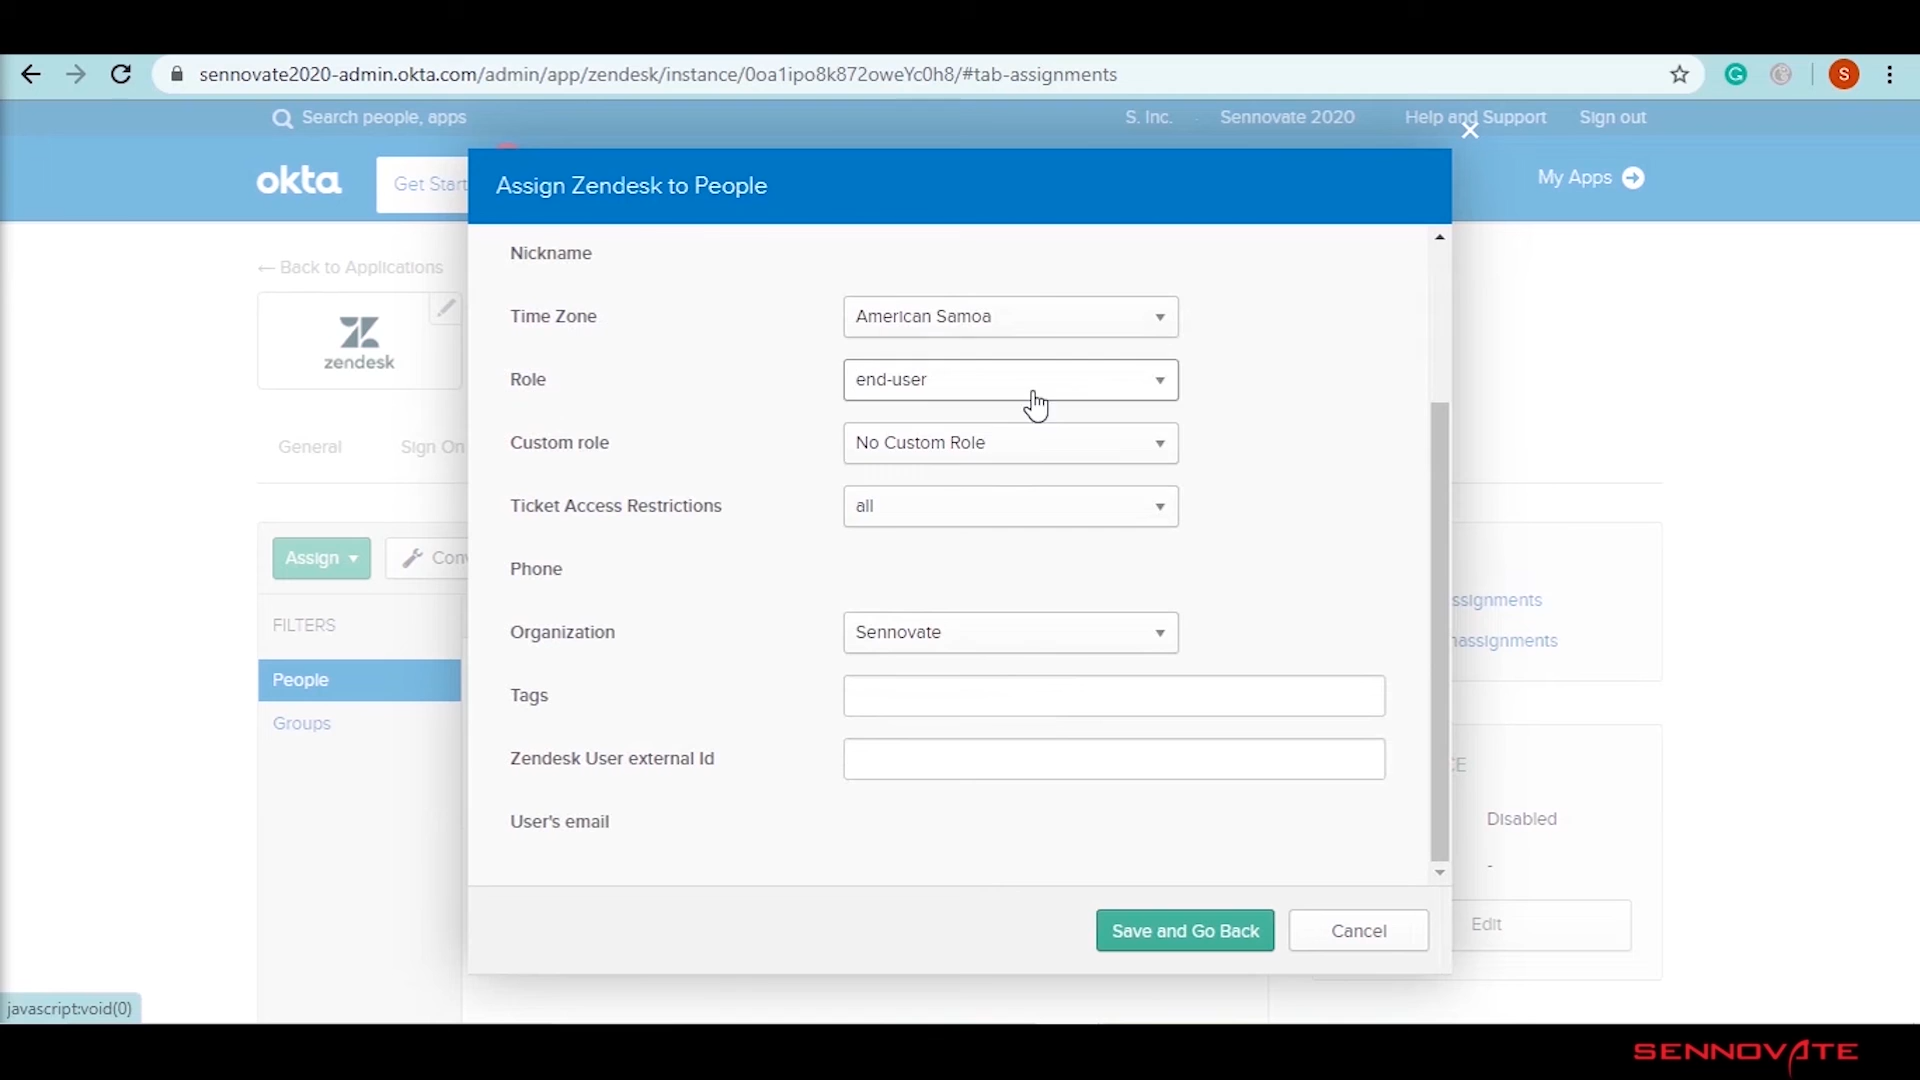 sennovate2020-admin.okta.com/admin/app/zendesk/instance/0oa1ipo8k872oweYc0h8/#tab-assignments
S
Search people, apps
S. Inc.
Sennovate 2020
Help and Support
Sign out
okta
Get Start
My Apps
Assign Zendesk to People
← Back to Applications
zendesk
General
Sign On
Assign
Conv
FILTERS
People
Groups
Nickname
Time Zone
American Samoa
Role
end-user
Custom role
No Custom Role
Ticket Access Restrictions
all
Phone
Organization
Sennovate
Tags
Zendesk User external Id
User's email
Save and Go Back
Cancel
ssignments
assignments
CE
Disabled
-
Edit
javascript:void(0)
SENNOVATE